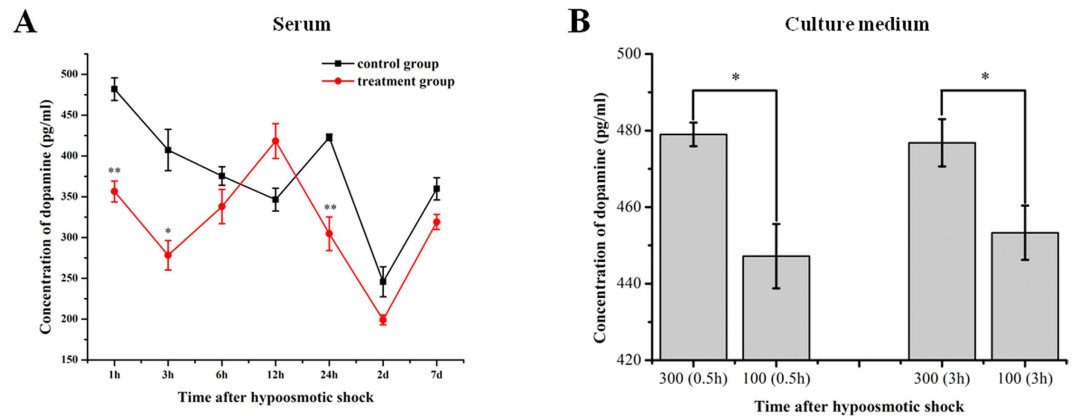 A
Serum
Concentration of dopamine (pg/ml)
500
450
400
350
300
250
200
150
control group
treatment group
**
*
**
1h
3h
6h
12h
24h
2d
7d
Time after hypoosmotic shock
B
Culture medium
Concentration of dopamine (pg/ml)
500
480
460
440
420
*
*
300 (0.5h)
100 (0.5h)
300 (3h)
100 (3h)
Time after hypoosmotic shock